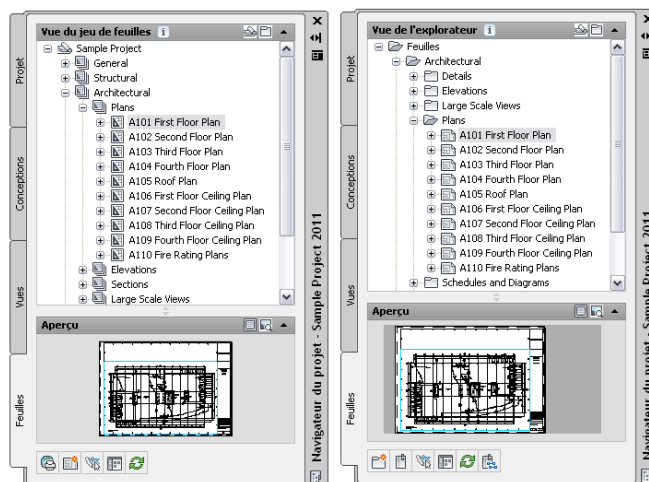 Vue du jeu de feuilles
Sample Project
General
Structural
Architectural
Plans
A101 First Floor Plan
A102 Second Floor Plan
A103 Third Floor Plan
A104 Fourth Floor Plan
A105 Roof Plan
A106 First Floor Ceiling Plan
A107 Second Floor Ceiling Plan
A108 Third Floor Ceiling Plan
A109 Fourth Floor Ceiling Plan
A110 Fire Rating Plans
Elevations
Sections
Large Scale Views
Aperçu
Projet
Conceptions
Vues
Feuilles
Navigateur du projet - Sample Project 2011
Vue de l'explorateur
Feuilles
Architectural
Details
Elevations
Large Scale Views
Plans
A101 First Floor Plan
A102 Second Floor Plan
A103 Third Floor Plan
A104 Fourth Floor Plan
A105 Roof Plan
A106 First Floor Ceiling Plan
A107 Second Floor Ceiling Plan
A108 Third Floor Ceiling Plan
A109 Fourth Floor Ceiling Plan
A110 Fire Rating Plans
Schedules and Diagrams
Aperçu
Projet
Conceptions
Vues
Feuilles
Navigateur du projet - Sample Project 2011